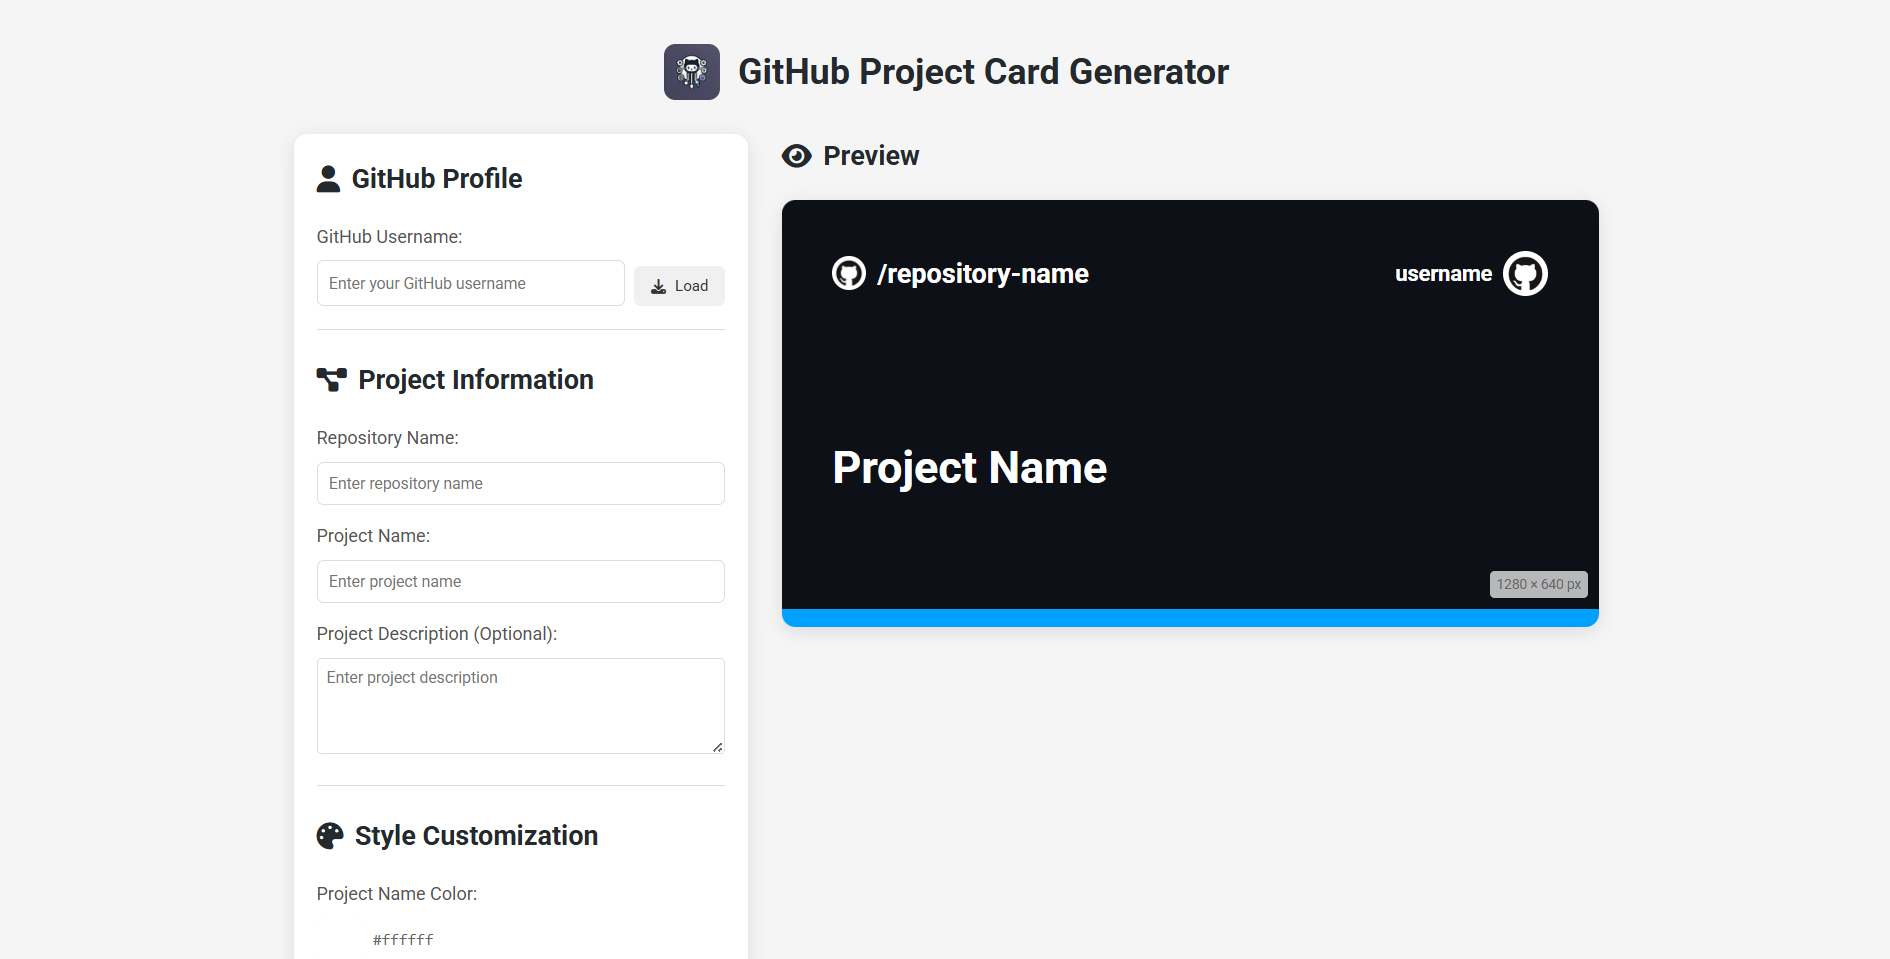 GitHub Project Card Generator
GitHub Profile
GitHub Username:
Enter your GitHub username
Load
Project Information
Repository Name:
Enter repository name
Project Name:
Enter project name
Project Description (Optional):
Enter project description
Style Customization
Project Name Color:
#ffffff
Preview
/repository-name
username
Project Name
1280 × 640 px